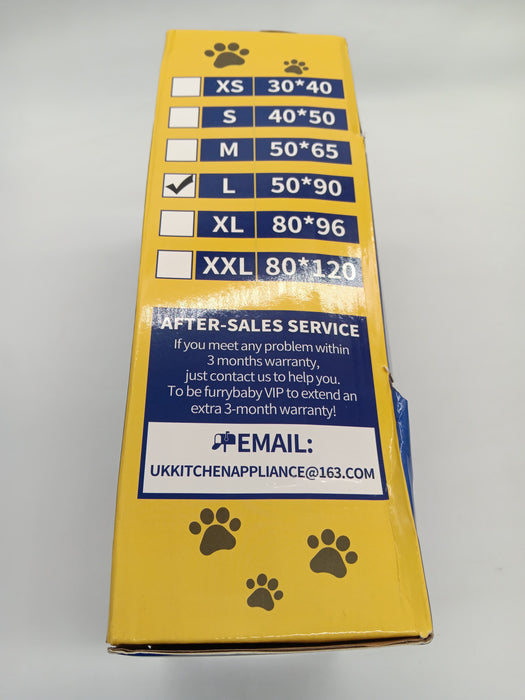 XS 30*40
S 40*50
M 50*65
L 50*90
XL 80*96
XXL 80*120
AFTER-SALES SERVICE
If you meet any problem within
3 months warranty,
just contact us to help you.
To be furrybaby VIP to extend an
extra 3-month warranty!
EMAIL:
UKKITCHENAPPLIANCE@163.COM